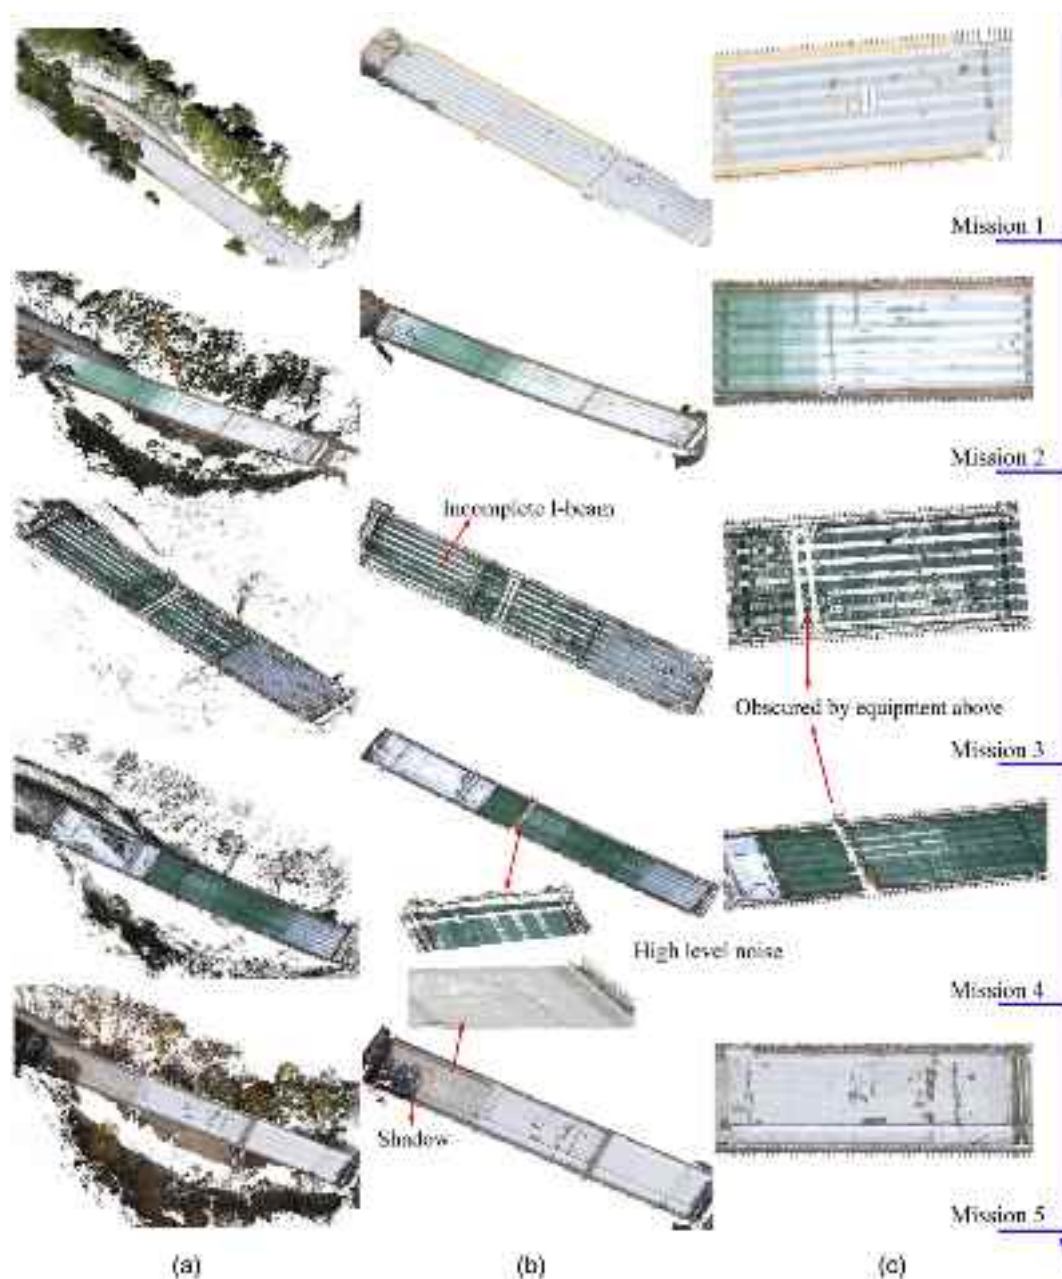 Mission 1
Mission 2
Incomplete I-beam
Obscured by equipment above
Mission 3
High level noise
Mission 4
Shadow
Mission 5
(a)
(b)
(c)